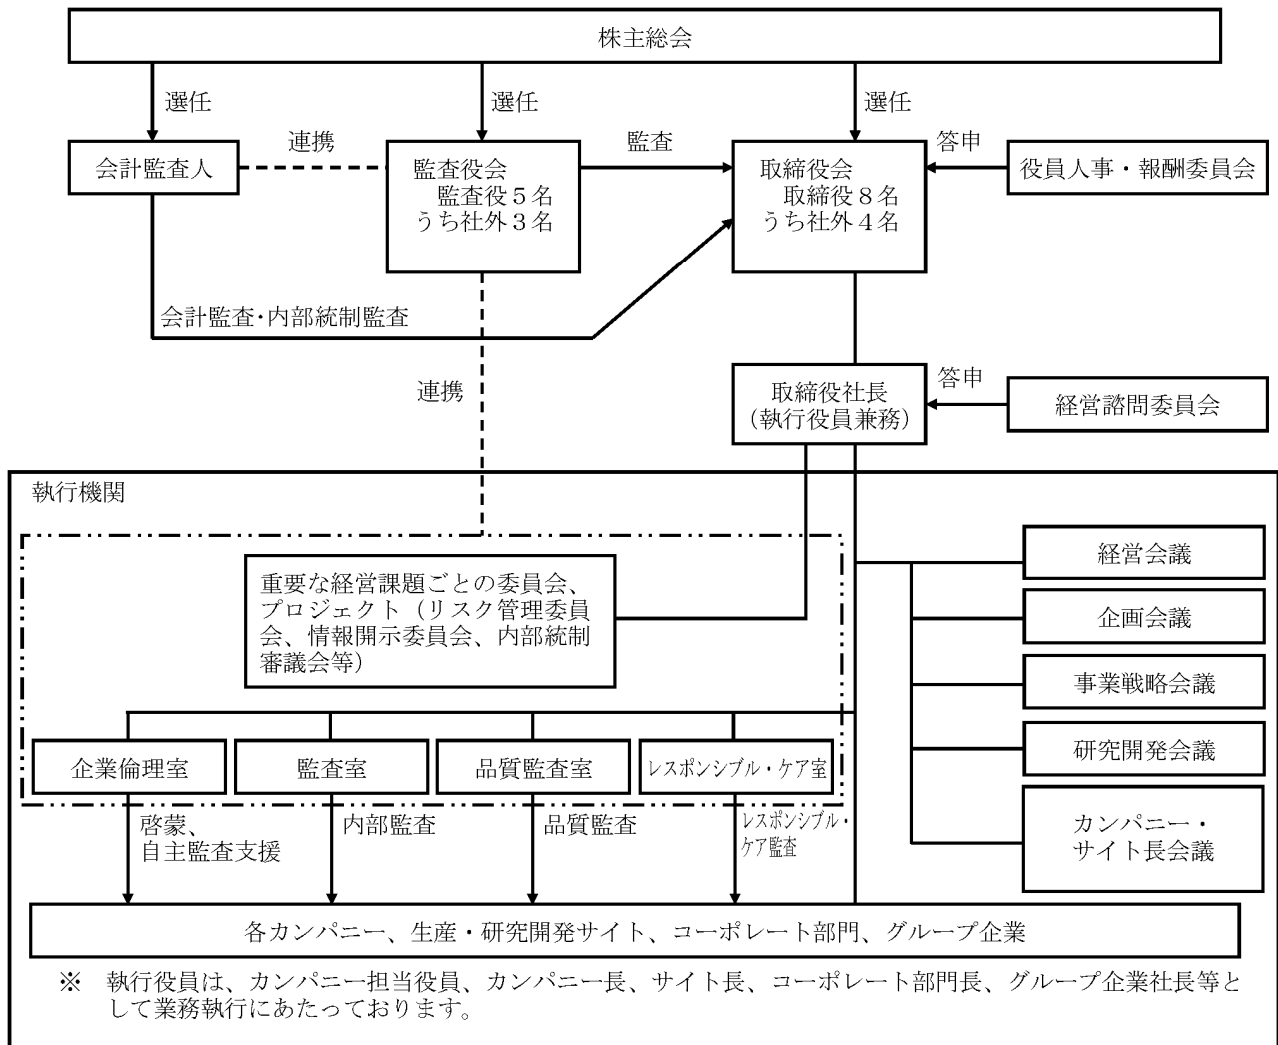 株主総会
選任
選任
選任
会計監査人
連携
監査役会
監査役5名
うち社外3名
監査
取締役会
取締役8名
うち社外4名
答申
役員人事・報酬委員会
会計監査・内部統制監査
連携
取締役社長
（執行役員兼務）
答申
経営諮問委員会
執行機関
重要な経営課題ごとの委員会、
プロジェクト（リスク管理委員
会、情報開示委員会、内部統制
審議会等）
経営会議
企画会議
事業戦略会議
研究開発会議
カンパニー・
サイト長会議
企業倫理室
監査室
品質監査室
レスポンシブル・ケア室
啓蒙、
自主監査支援
内部監査
品質監査
レスポンシブル・
ケア監査
各カンパニー、生産・研究開発サイト、コーポレート部門、グループ企業
※ 執行役員は、カンパニー担当役員、カンパニー長、サイト長、コーポレート部門長、グループ企業社長等と
して業務執行にあたっております。